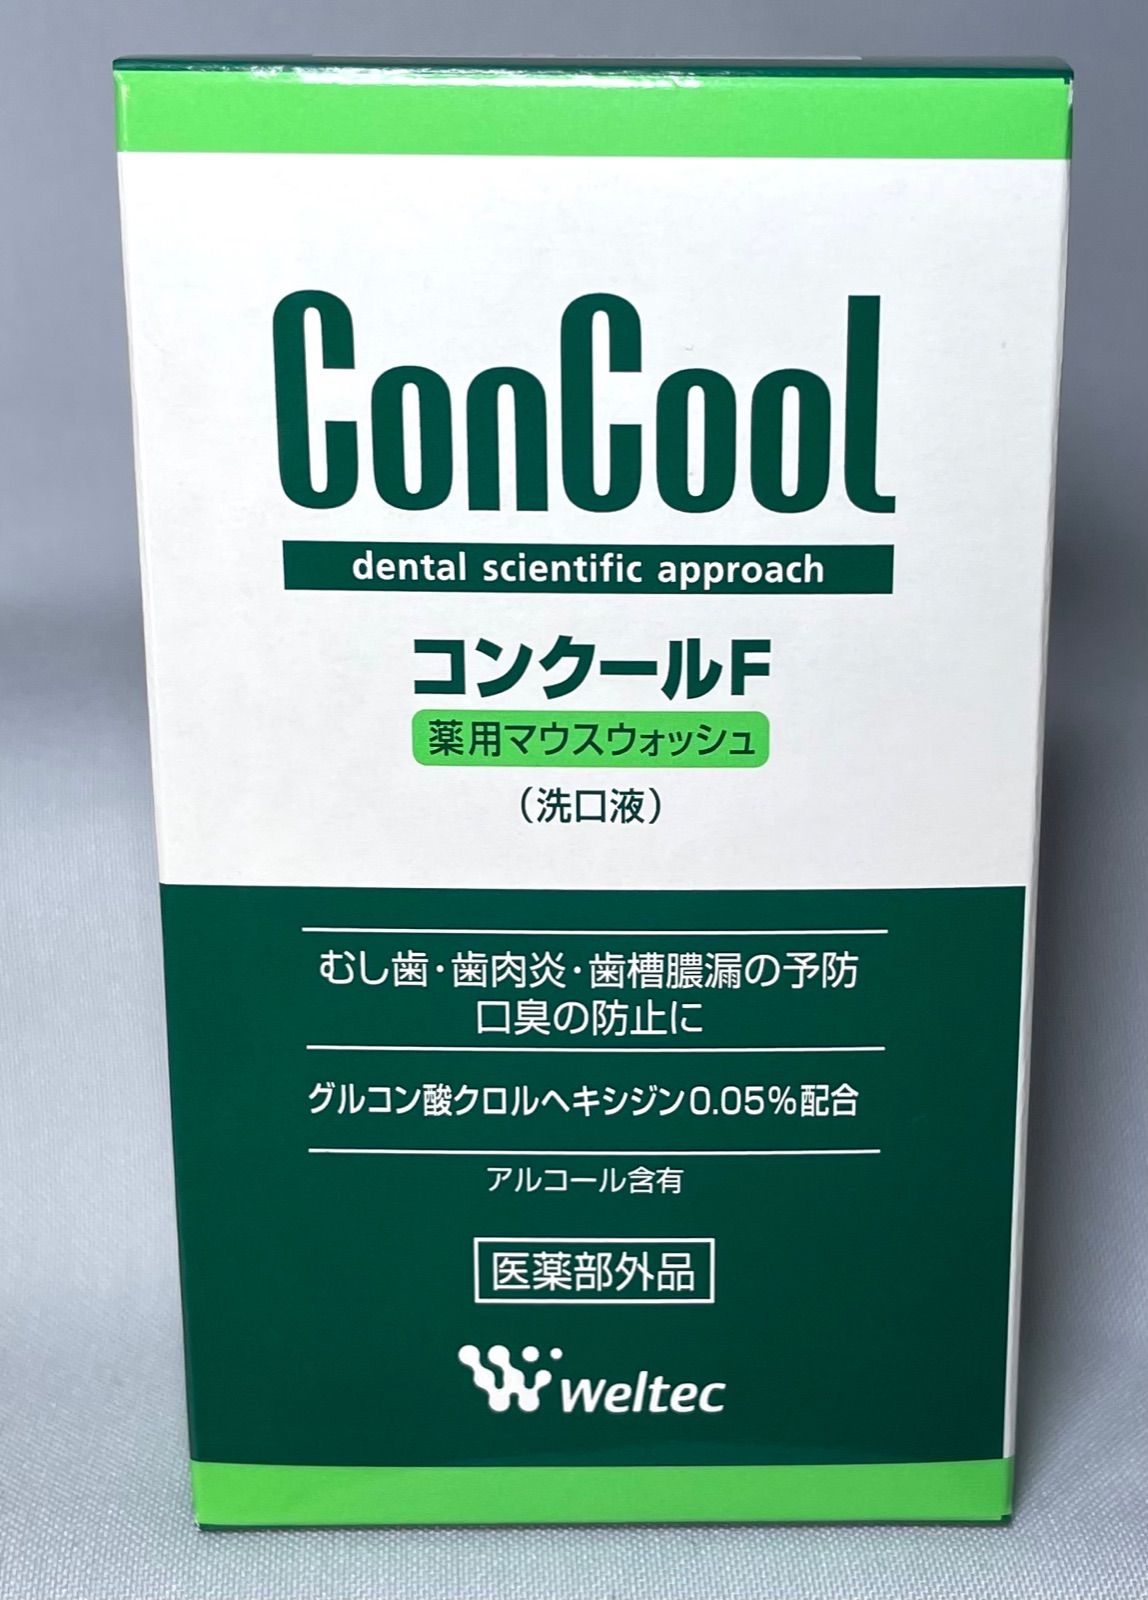 ConCool
dental scientific approach
コンクールF
薬用マウスウォッシュ
（洗口液）
むし歯・歯肉炎・歯槽膿漏の予防
口臭の防止に
グルコン酸クロルヘキシジン0.05%配合
アルコール含有
医薬部外品
weltec